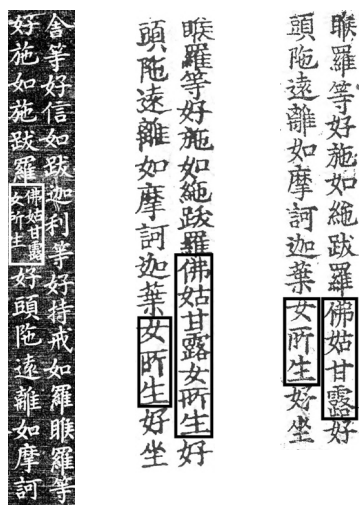 睺羅等好施如絁跋羅佛姑甘露好
頭陁遠離如摩訶迦葉女所生好坐
睺羅等好施如絁跋羅佛姑甘露女所生好
頭陁遠離如摩訶迦葉女所生好坐
舍等好信如跋迦利等好持戒如羅睺羅等
好施如施跋羅佛姑甘露女所生好頭陁遠離如摩訶